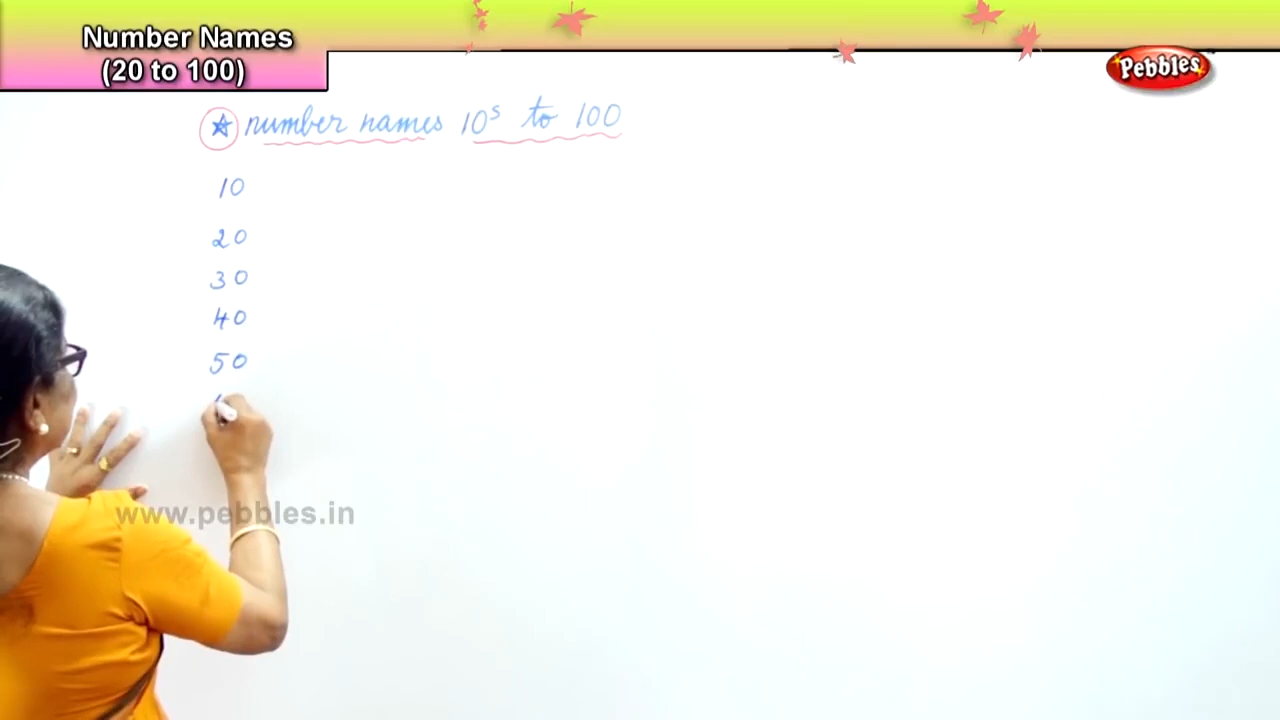 Number Names
(20 to 100)
Pebbles
number names 10s to 100
10
20
30
40
50
www.pebbles.in